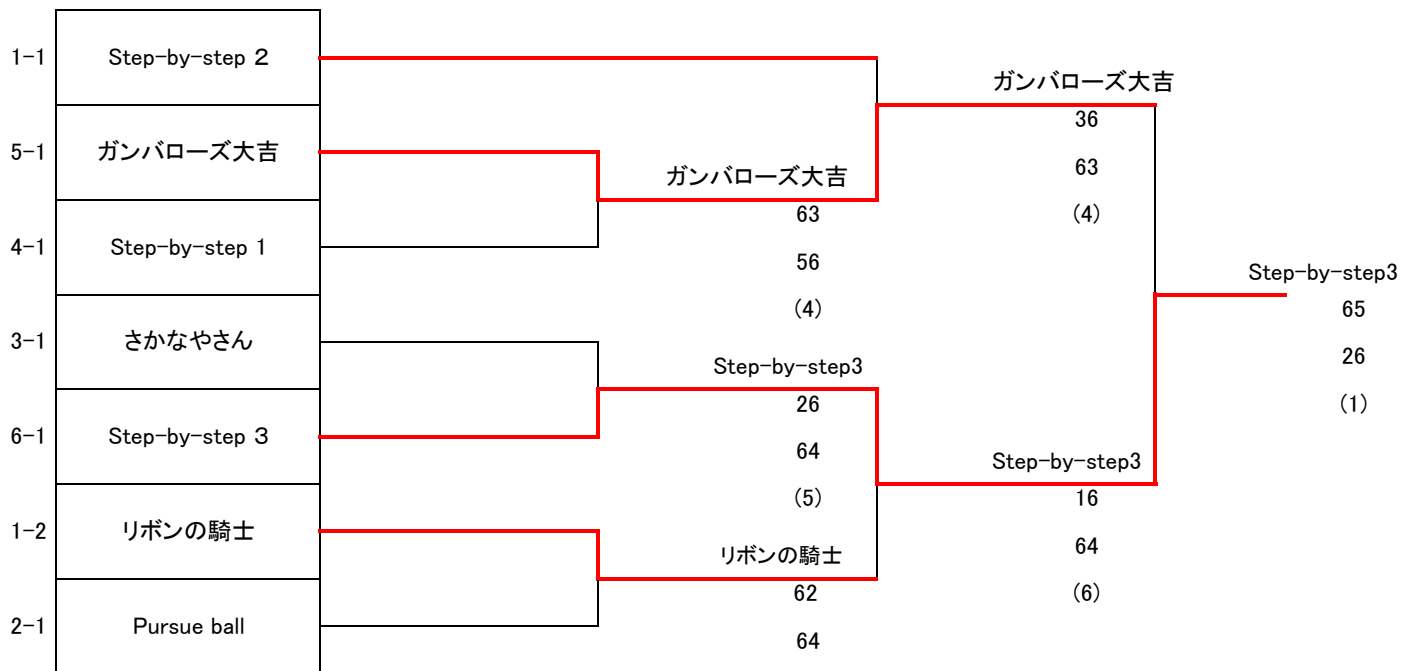 1-1 Step-by-step 2
ガンバローズ大吉
36
5-1 ガンバローズ大吉
63
ガンバローズ大吉
63
(4)
4-1 Step-by-step 1
56
Step-by-step3
65
(4)
3-1 さかなやさん
26
Step-by-step3
26
(1)
6-1 Step-by-step 3
64
Step-by-step3
(5)
16
1-2 リボンの騎士
64
リボンの騎士
62
(6)
2-1 Pursue ball
64